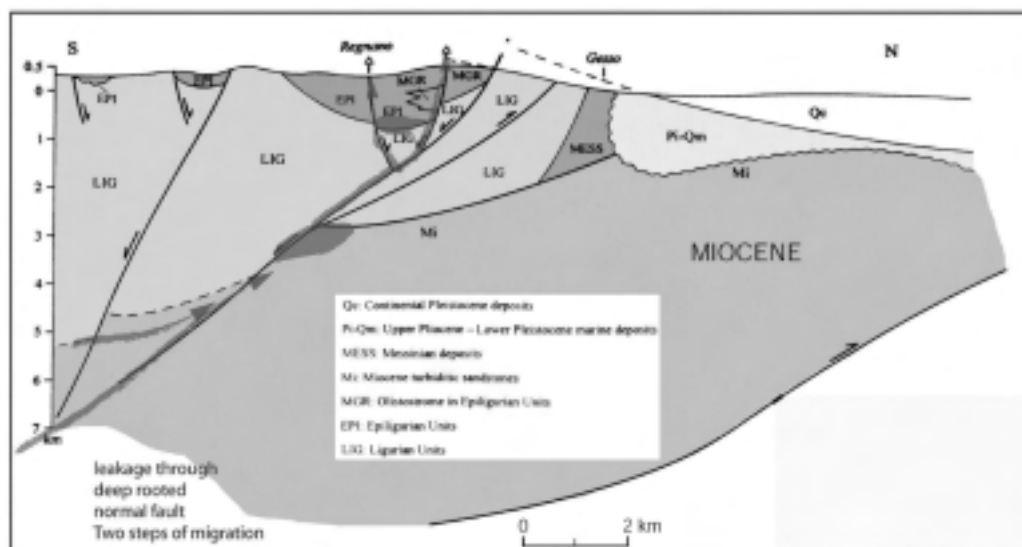 S
Regnano
Gesso
N
0.5
0
1
2
3
4
5
6
7
km
EPI
EPI
EPI
EPI
MGR
MGR
LIG
LIG
LIG
LIG
LIG
LIG
MESS
Pi-Qm
Qc
Mi
Mi
MIOCENE
Qc: Continental Pleistocene deposits
Pi-Qm: Upper Pliocene – Lower Pleistocene marine deposits
MESS: Messinian deposits
Mi: Miocene turbiditic sandstones
MGR: Olistostrome in Epiligurian Units
EPI: Epiligurian Units
LIG: Ligurian Units
leakage through
deep rooted
normal fault
Two steps of migration
0 2 km